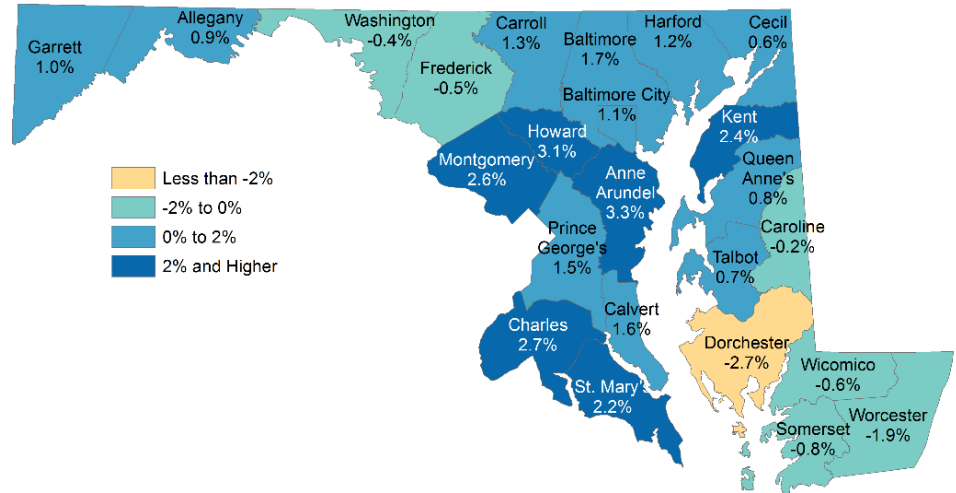 Garrett
1.0%
Allegany
0.9%
Washington
-0.4%
Frederick
-0.5%
Carroll
1.3%
Baltimore
1.7%
Harford
1.2%
Cecil
0.6%
Baltimore City
1.1%
Howard
3.1%
Montgomery
2.6%
Anne
Arundel
3.3%
Kent
2.4%
Queen
Anne's
0.8%
Caroline
-0.2%
Talbot
0.7%
Prince
George's
1.5%
Calvert
1.6%
Charles
2.7%
St. Mary's
2.2%
Dorchester
-2.7%
Wicomico
-0.6%
Somerset
-0.8%
Worcester
-1.9%
Less than -2%
-2% to 0%
0% to 2%
2% and Higher